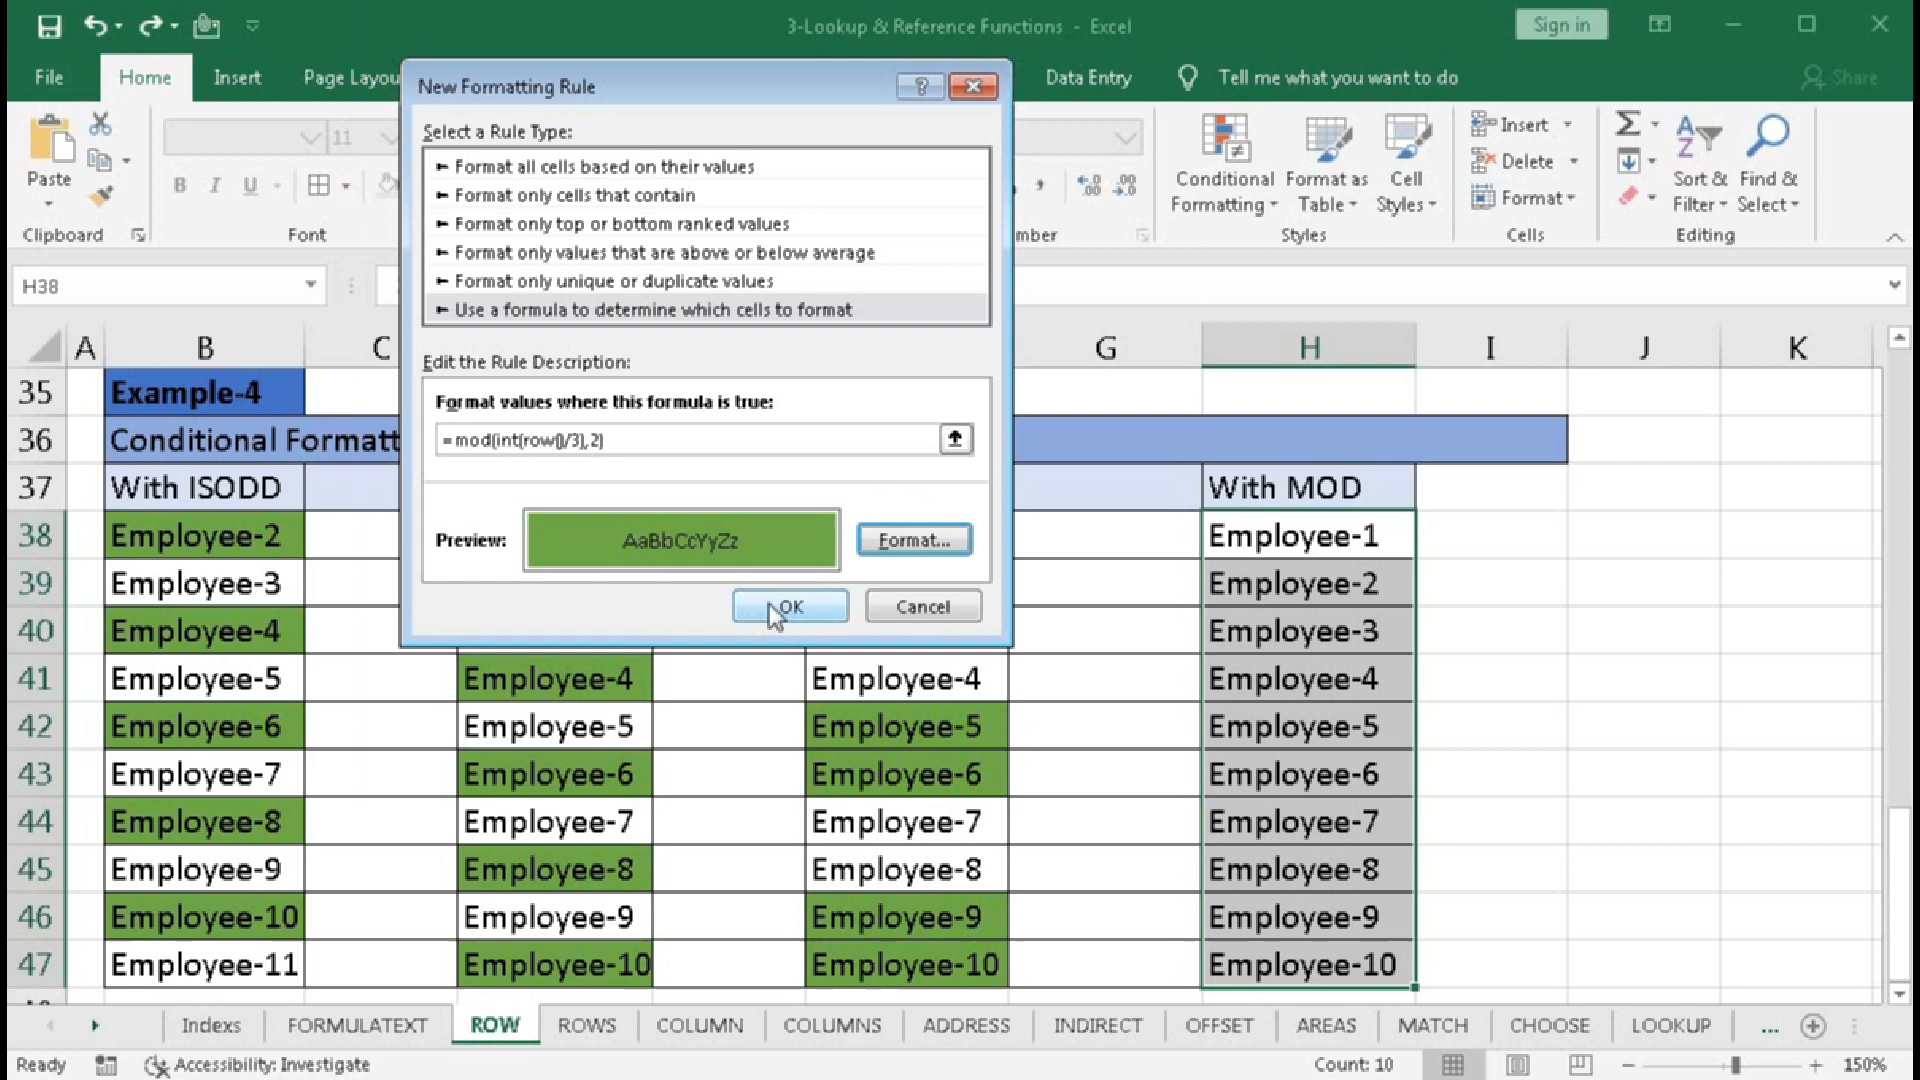 3-Lookup & Reference Functions - Excel
Sign in
File
Home
Insert
Page Layou
Data Entry
Tell me what you want to do
Share
New Formatting Rule
Select a Rule Type:
Format all cells based on their values
Format only cells that contain
Format only top or bottom ranked values
Format only values that are above or below average
Format only unique or duplicate values
Use a formula to determine which cells to format
Edit the Rule Description:
Format values where this formula is true:
=mod(int(row()/3),2)
Preview:
AaBbCcYyZz
Format...
OK
Cancel
Paste
Clipboard
11
B I U
Font
mber
Conditional Formatting
Format as Table
Cell Styles
Styles
Insert
Delete
Format
Cells
Sort & Filter
Find & Select
Editing
H38
A B C G H I J K
35 Example-4
36 Conditional Formatt
37 With ISODD With MOD
38 Employee-2 Employee-1
39 Employee-3 Employee-2
40 Employee-4 Employee-3
41 Employee-5 Employee-4 Employee-4 Employee-4
42 Employee-6 Employee-5 Employee-5 Employee-5
43 Employee-7 Employee-6 Employee-6 Employee-6
44 Employee-8 Employee-7 Employee-7 Employee-7
45 Employee-9 Employee-8 Employee-8 Employee-8
46 Employee-10 Employee-9 Employee-9 Employee-9
47 Employee-11 Employee-10 Employee-10 Employee-10
Indexs FORMULATEXT ROW ROWS COLUMN COLUMNS ADDRESS INDIRECT OFFSET AREAS MATCH CHOOSE LOOKUP ...
Ready
Accessibility: Investigate
Count: 10
150%